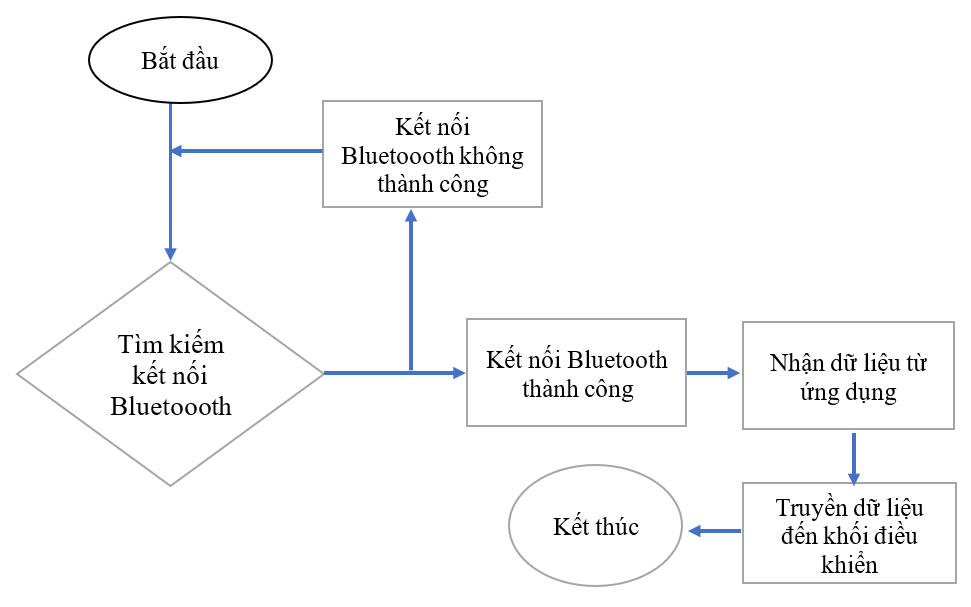 Bắt đầu
Kết nối
Bluetoooth không
thành công
Tìm kiếm
kết nối
Bluetoooth
Kết nối Bluetooth
thành công
Nhận dữ liệu từ
ứng dụng
Truyền dữ liệu
đến khối điều
khiển
Kết thúc